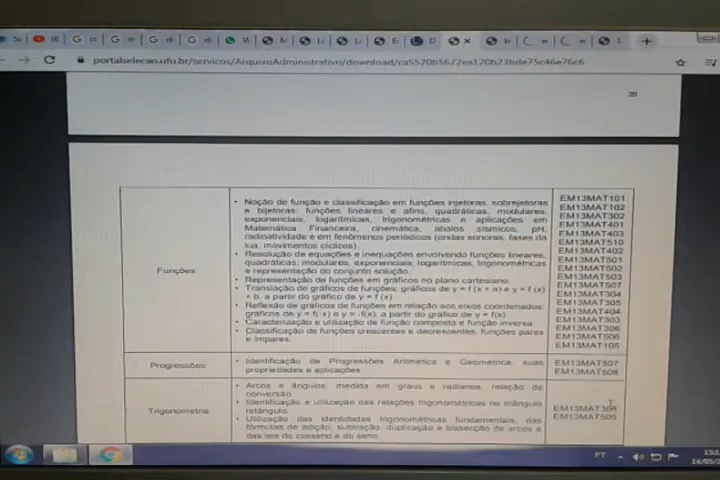 portalselecao.ufu.br/servicos/ArquivoAdministrativo/download/
20
Funções
• Noção de função e classificação em funções injetoras, sobrejetoras
e bijetoras: funções lineares e afins, quadráticas, modulares,
exponenciais, logarítmicas, trigonométricas e aplicações em
Matemática Financeira, cinemática, abalos sísmicos, pH,
radioatividade e em fenômenos periódicos (ondas sonoras, fases da
lua, movimentos cíclicos).
• Resolução de equações e inequações envolvendo funções lineares,
quadráticas, modulares, exponenciais, logarítmicas, trigonométricas
e representação do conjunto solução.
• Representação de funções em gráficos no plano cartesiano.
• Translação de gráficos de funções: gráficos de y = f (x + a) e y = f (x)
+ b, a partir do gráfico de y = f (x)
• Reflexão de gráficos de funções em relação aos eixos coordenados:
gráficos de y = f(-x) e y = -f(x), a partir do gráfico de y = f(x).
• Caracterização e utilização de função composta e função inversa.
• Classificação de funções crescentes e decrescentes, funções pares
e ímpares.
EM13MAT101
EM13MAT102
EM13MAT302
EM13MAT401
EM13MAT403
EM13MAT510
EM13MAT402
EM13MAT501
EM13MAT502
EM13MAT503
EM13MAT507
EM13MAT304
EM13MAT305
EM13MAT404
EM13MAT303
EM13MAT306
EM13MAT506
EM13MAT105
Progressões
• Identificação de Progressões Aritmética e Geométrica, suas
propriedades e aplicações
EM13MAT507
EM13MAT508
Trigonometria
• Arcos e ângulos, medida em graus e radianos, relação de
conversão.
• Identificação e utilização das relações trigonométricas no triângulo
retângulo.
• Utilização das identidades trigonométricas fundamentais, das
fórmulas de adição, subtração, duplicação e bissecção de arcos e
das leis do cosseno e do seno.
PT